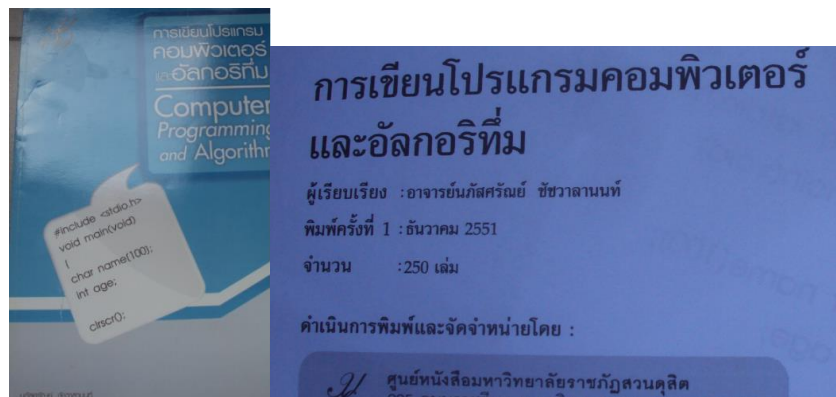 การเขียนโปรแกรม
คอมพิวเตอร์
และอัลกอริทึ่ม
Computer
Programming
and Algorithm
#include <stdio.h>
void main(void)
{
char name(100);
int age;
clrscr();
การเขียนโปรแกรมคอมพิวเตอร์
และอัลกอริทึ่ม
ผู้เรียบเรียง :อาจารย์นภัสศรัณย์ ชัชวาลานนท์
พิมพ์ครั้งที่ 1 :ธันวาคม 2551
จำนวน :250 เล่ม
ดำเนินการพิมพ์และจัดจำหน่ายโดย :
ศูนย์หนังสือมหาวิทยาลัยราชภัฏสวนดุสิต